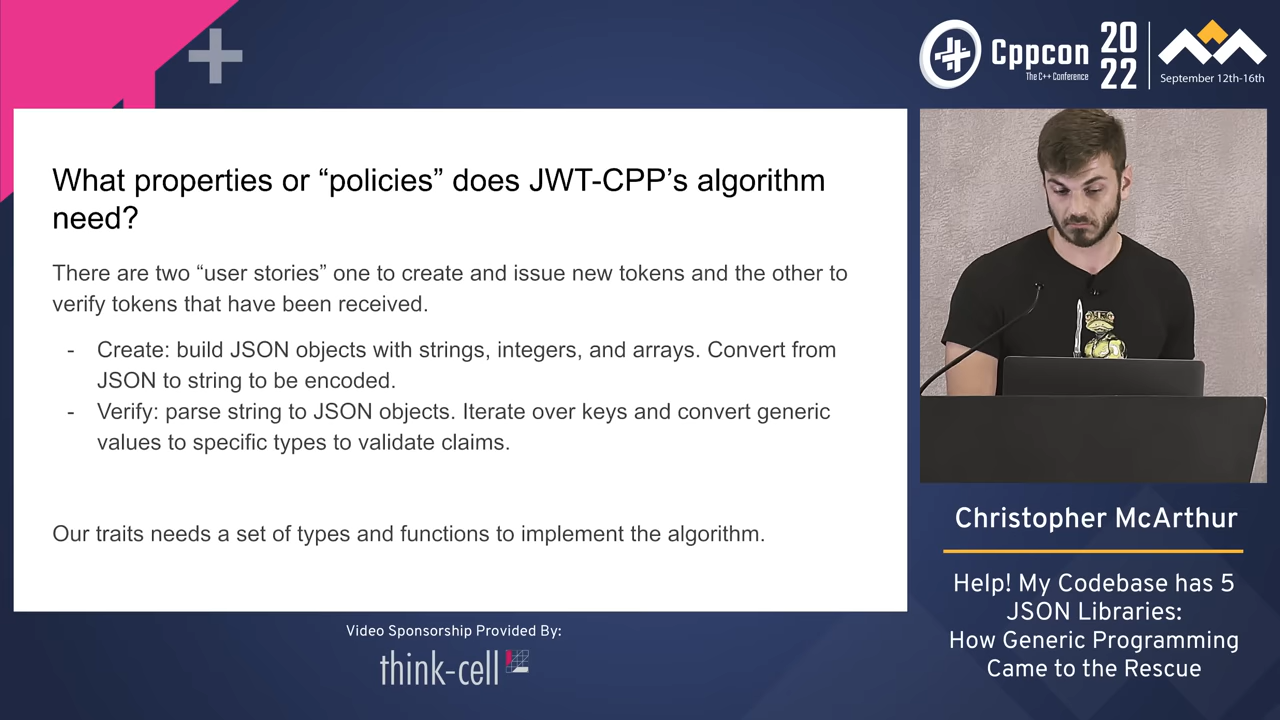 Cppcon
The C++ Conference
20
22
September 12th-16th
What properties or “policies” does JWT-CPP’s algorithm
need?
There are two “user stories” one to create and issue new tokens and the other to
verify tokens that have been received.
- Create: build JSON objects with strings, integers, and arrays. Convert from
JSON to string to be encoded.
- Verify: parse string to JSON objects. Iterate over keys and convert generic
values to specific types to validate claims.
Our traits needs a set of types and functions to implement the algorithm.
Christopher McArthur
Help! My Codebase has 5
JSON Libraries:
How Generic Programming
Came to the Rescue
Video Sponsorship Provided By:
think-cell